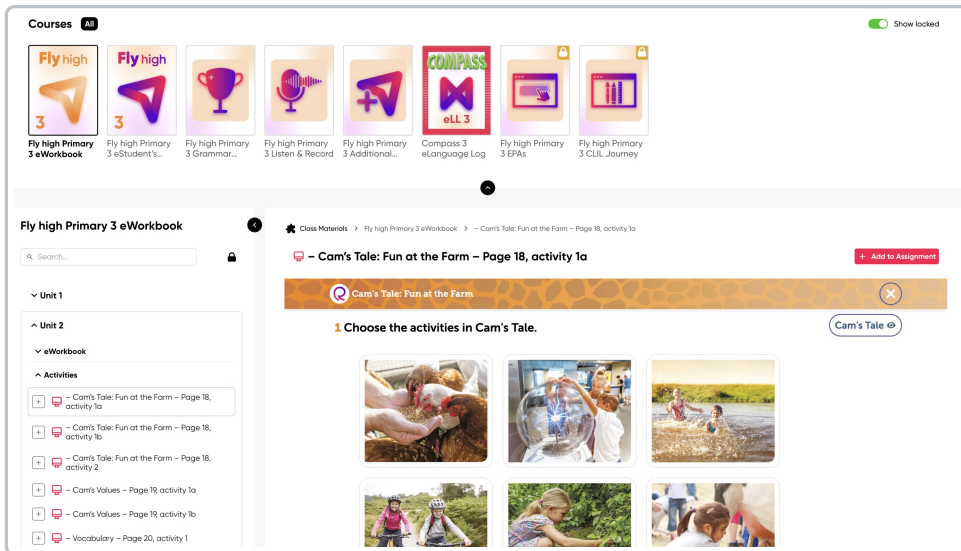 Courses All
Show locked
Fly high
3
Fly high
3
COMPASS
eLL 3
Fly high Primary
3 eWorkbook
Fly high Primary
3 eStudent's...
Fly high Primary
3 Grammar...
Fly high Primary
3 Listen & Record
Fly high Primary
3 Additional...
Compass 3
eLanguage Log
Fly high Primary
3 EPAs
Fly high Primary
3 CLIL Journey
Fly high Primary 3 eWorkbook
Search...
Unit 1
Unit 2
eWorkbook
Activities
– Cam's Tale: Fun at the Farm – Page 18,
activity 1a
– Cam's Tale: Fun at the Farm – Page 18,
activity 1b
– Cam's Tale: Fun at the Farm – Page 18,
activity 2
– Cam's Values – Page 19, activity 1a
– Cam's Values – Page 19, activity 1b
– Vocabulary – Page 20, activity 1
Class Materials > Fly high Primary 3 eWorkbook > – Cam's Tale: Fun at the Farm – Page 18, activity 1a
– Cam's Tale: Fun at the Farm – Page 18, activity 1a
+ Add to Assignment
Cam's Tale: Fun at the Farm
1 Choose the activities in Cam's Tale.
Cam's Tale